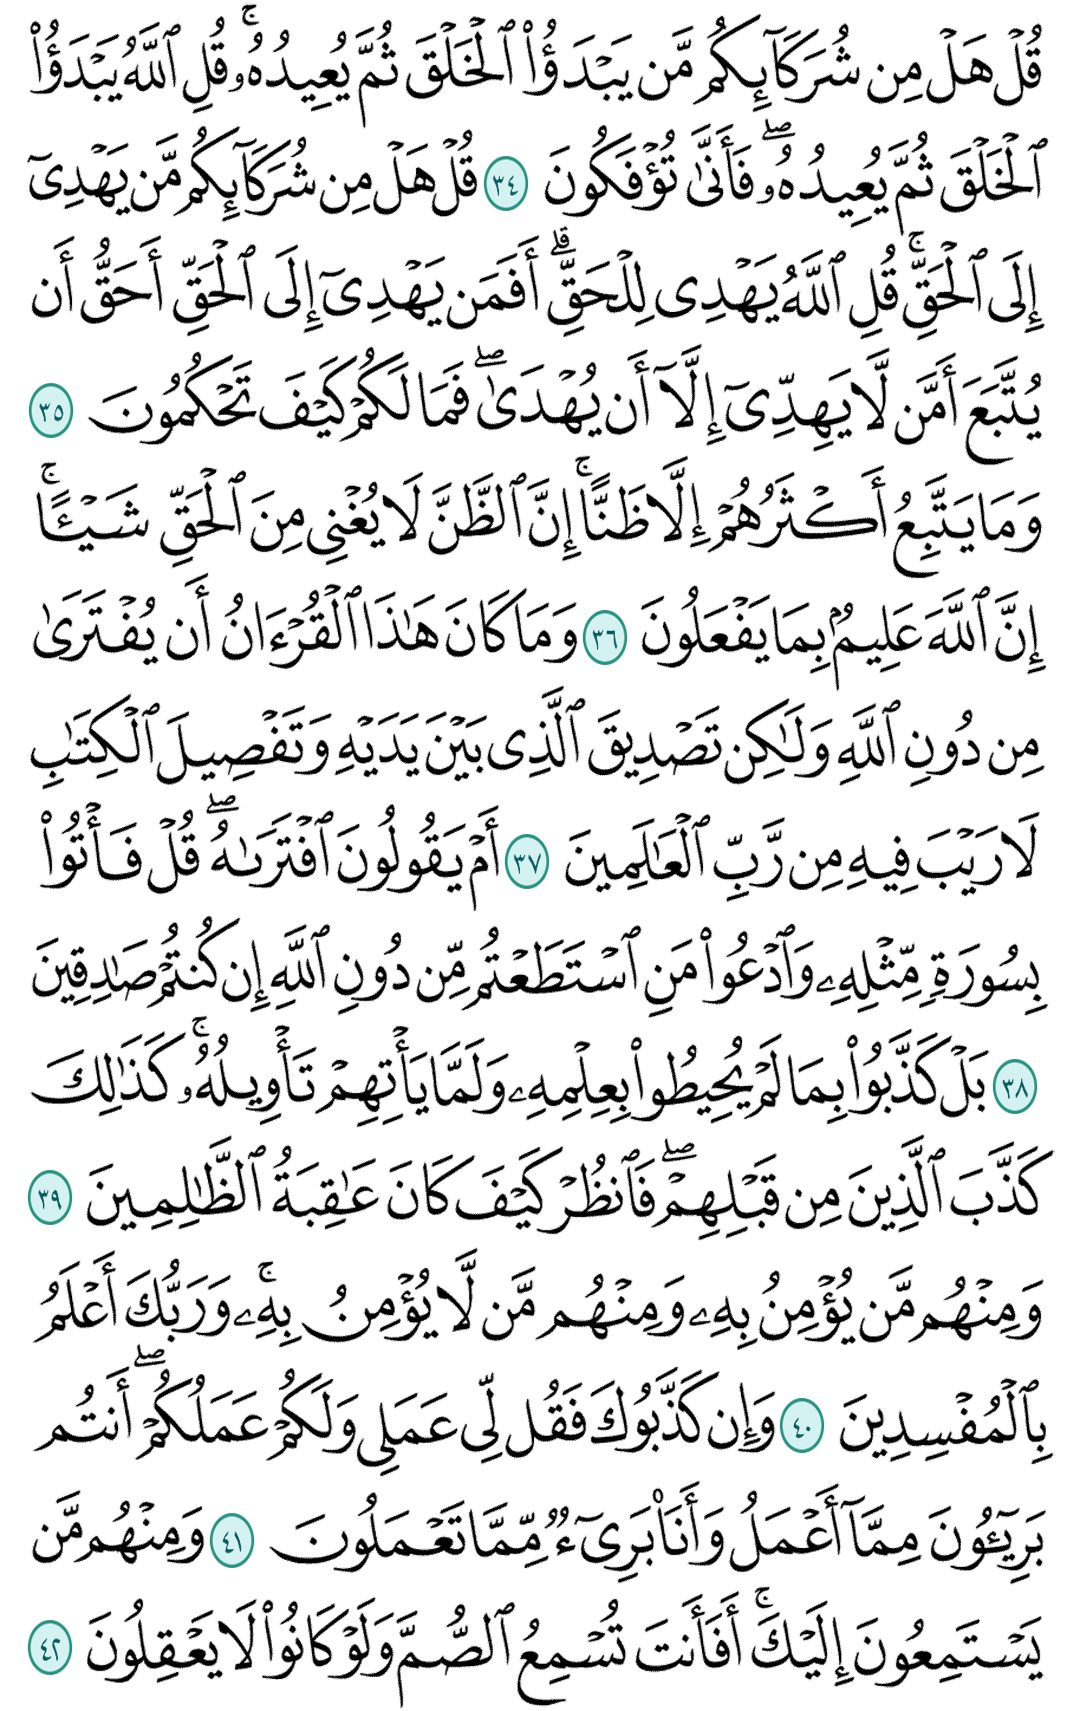 قُلْ هَلْ مِن شُرَكَآئِكُم مَّن يَبْدَؤُا۟ ٱلْخَلْقَ ثُمَّ يُعِيدُهُۥ ۚ قُلِ ٱللَّهُ يَبْدَؤُا۟
ٱلْخَلْقَ ثُمَّ يُعِيدُهُۥ ۖ فَأَنَّىٰ تُؤْفَكُونَ ٣٤ قُلْ هَلْ مِن شُرَكَآئِكُم مَّن يَهْدِىٓ
إِلَى ٱلْحَقِّ ۚ قُلِ ٱللَّهُ يَهْدِى لِلْحَقِّ ۗ أَفَمَن يَهْدِىٓ إِلَى ٱلْحَقِّ أَحَقُّ أَن
يُتَّبَعَ أَمَّن لَّا يَهِدِّىٓ إِلَّآ أَن يُهْدَىٰ ۖ فَمَا لَكُمْ كَيْفَ تَحْكُمُونَ ٣٥
وَمَا يَتَّبِعُ أَكْثَرُهُمْ إِلَّا ظَنًّا ۚ إِنَّ ٱلظَّنَّ لَا يُغْنِى مِنَ ٱلْحَقِّ شَيْـًٔا ۚ
إِنَّ ٱللَّهَ عَلِيمٌۢ بِمَا يَفْعَلُونَ ٣٦ وَمَا كَانَ هَـٰذَا ٱلْقُرْءَانُ أَن يُفْتَرَىٰ
مِن دُونِ ٱللَّهِ وَلَـٰكِن تَصْدِيقَ ٱلَّذِى بَيْنَ يَدَيْهِ وَتَفْصِيلَ ٱلْكِتَـٰبِ
لَا رَيْبَ فِيهِ مِن رَّبِّ ٱلْعَـٰلَمِينَ ٣٧ أَمْ يَقُولُونَ ٱفْتَرَىٰهُ ۖ قُلْ فَأْتُوا۟
بِسُورَةٍ مِّثْلِهِۦ وَٱدْعُوا۟ مَنِ ٱسْتَطَعْتُم مِّن دُونِ ٱللَّهِ إِن كُنتُمْ صَـٰدِقِينَ
٣٨ بَلْ كَذَّبُوا۟ بِمَا لَمْ يُحِيطُوا۟ بِعِلْمِهِۦ وَلَمَّا يَأْتِهِمْ تَأْوِيلُهُۥ ۚ كَذَٰلِكَ
كَذَّبَ ٱلَّذِينَ مِن قَبْلِهِمْ ۖ فَٱنظُرْ كَيْفَ كَانَ عَـٰقِبَةُ ٱلظَّـٰلِمِينَ ٣٩
وَمِنْهُم مَّن يُؤْمِنُ بِهِۦ وَمِنْهُم مَّن لَّا يُؤْمِنُ بِهِۦ ۚ وَرَبُّكَ أَعْلَمُ
بِٱلْمُفْسِدِينَ ٤٠ وَإِن كَذَّبُوكَ فَقُل لِّى عَمَلِى وَلَكُمْ عَمَلُكُمْ ۖ أَنتُم
بَرِيٓـُٔونَ مِمَّآ أَعْمَلُ وَأَنَا۠ بَرِىٓءٌ مِّمَّا تَعْمَلُونَ ٤١ وَمِنْهُم مَّن
يَسْتَمِعُونَ إِلَيْكَ ۚ أَفَأَنتَ تُسْمِعُ ٱلصُّمَّ وَلَوْ كَانُوا۟ لَا يَعْقِلُونَ ٤٢